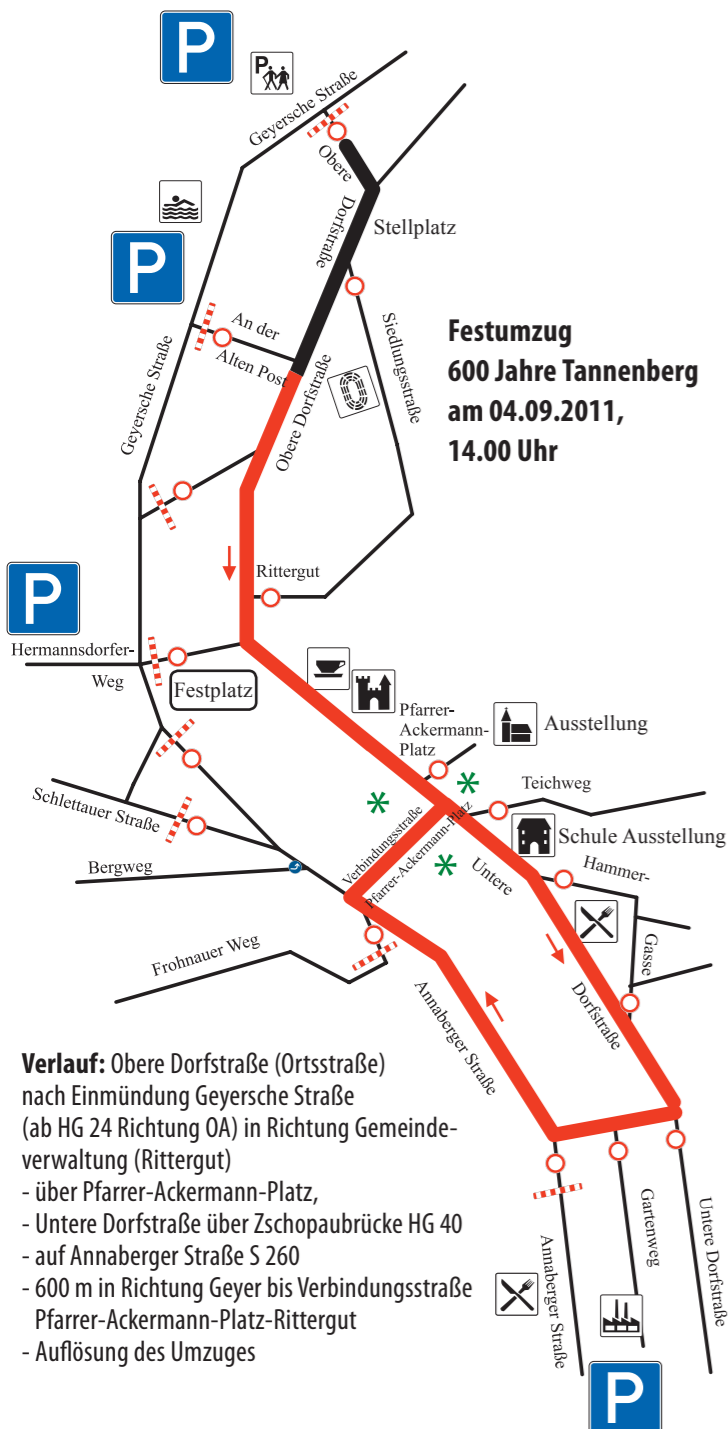 P
P
Geyersche Straße
Obere
Dorfstraße
Stellplatz
P
An der
Alten Post
Siedlungsstraße
Geyersche Straße
Obere Dorfstraße
Festumzug
600 Jahre Tannenberg
am 04.09.2011,
14.00 Uhr
P
Rittergut
Hermannsdorfer-
Weg
Festplatz
Pfarrer-
Ackermann-
Platz
Ausstellung
Teichweg
Schlettauer Straße
Verbindungsstraße
Pfarrer-Ackermann-Platz
Schule Ausstellung
Bergweg
Untere
Hammer-
Gasse
Frohnauer Weg
Dorfstraße
Annaberger Straße
Verlauf: Obere Dorfstraße (Ortsstraße)
nach Einmündung Geyersche Straße
(ab HG 24 Richtung OA) in Richtung Gemeinde-
verwaltung (Rittergut)
- über Pfarrer-Ackermann-Platz,
- Untere Dorfstraße über Zschopaubrücke HG 40
- auf Annaberger Straße S 260
- 600 m in Richtung Geyer bis Verbindungsstraße
Pfarrer-Ackermann-Platz-Rittergut
- Auflösung des Umzuges
Annaberger Straße
Gartenweg
Untere Dorfstraße
P